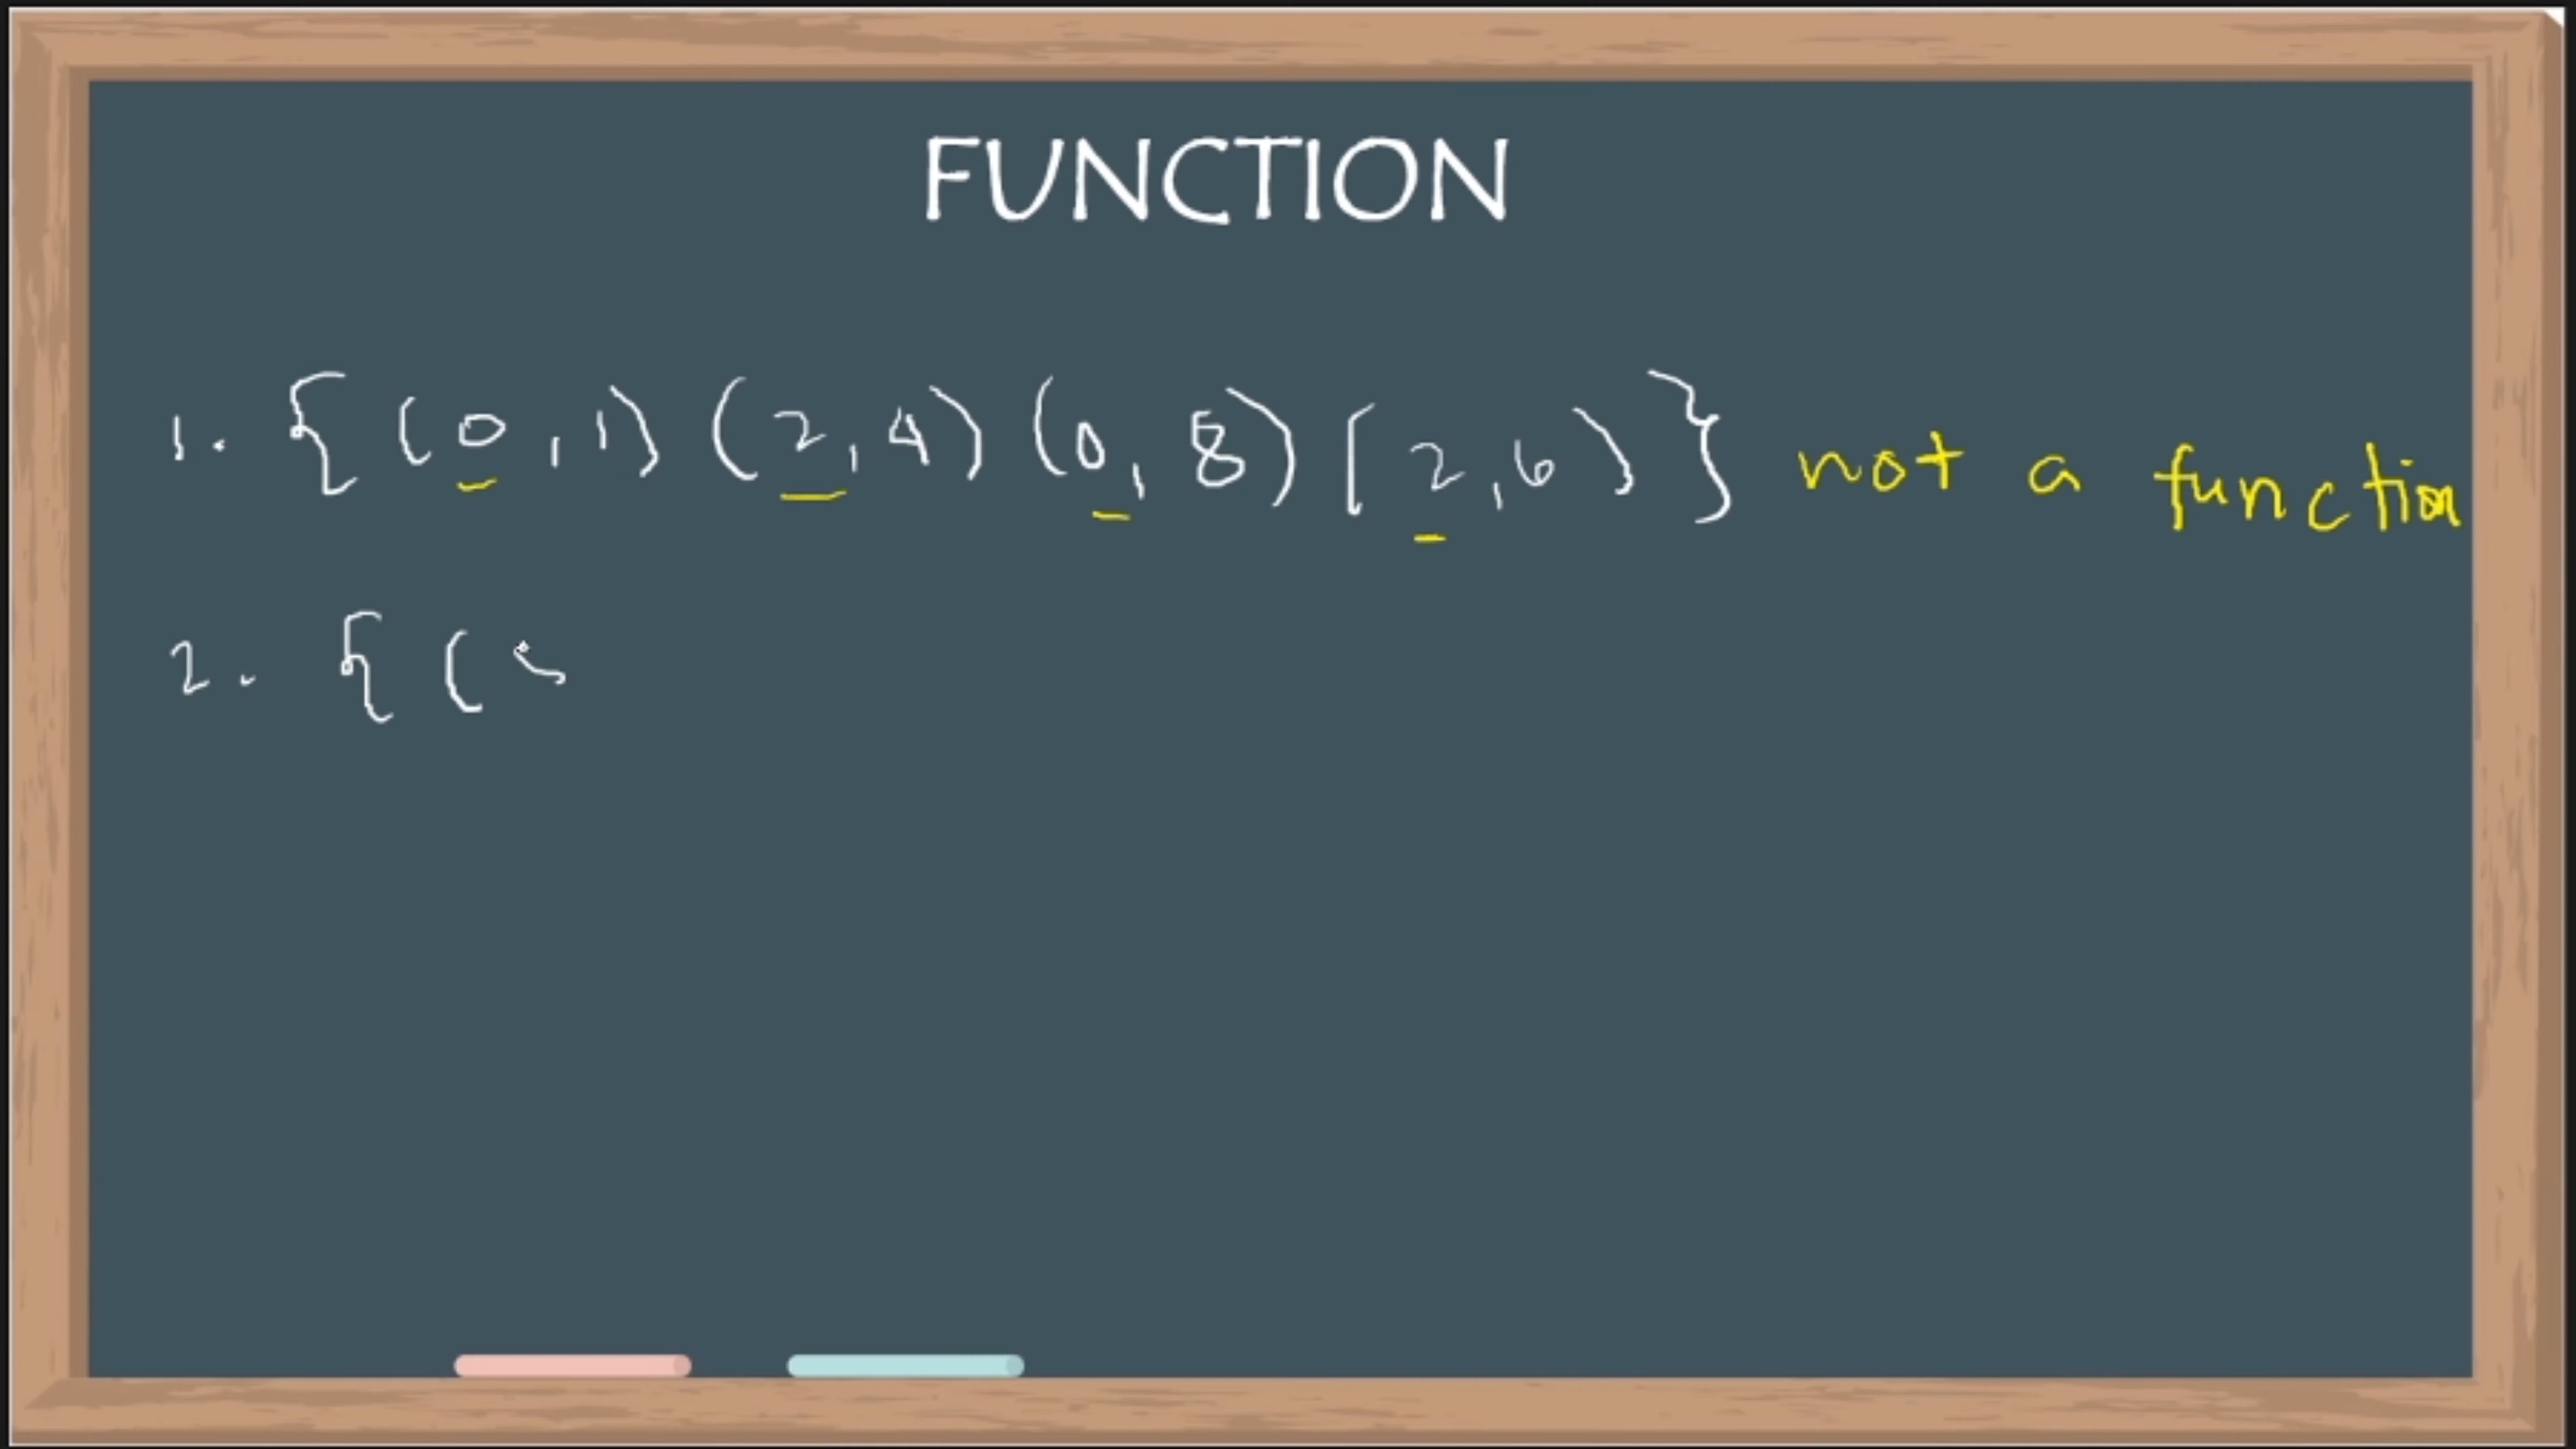 FUNCTION
1. {(0,1) (2,4) (0,8) [2,6)} not a function
2. {(